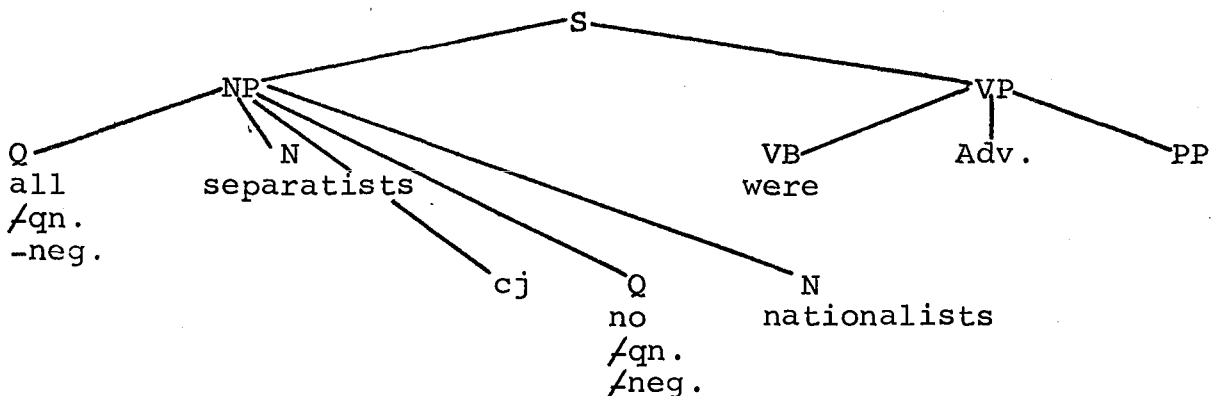 S
NP VP
Q N VB Adv. PP
all separatists were
⌿qn.
-neg.
cj Q N
no nationalists
⌿qn.
⌿neg.